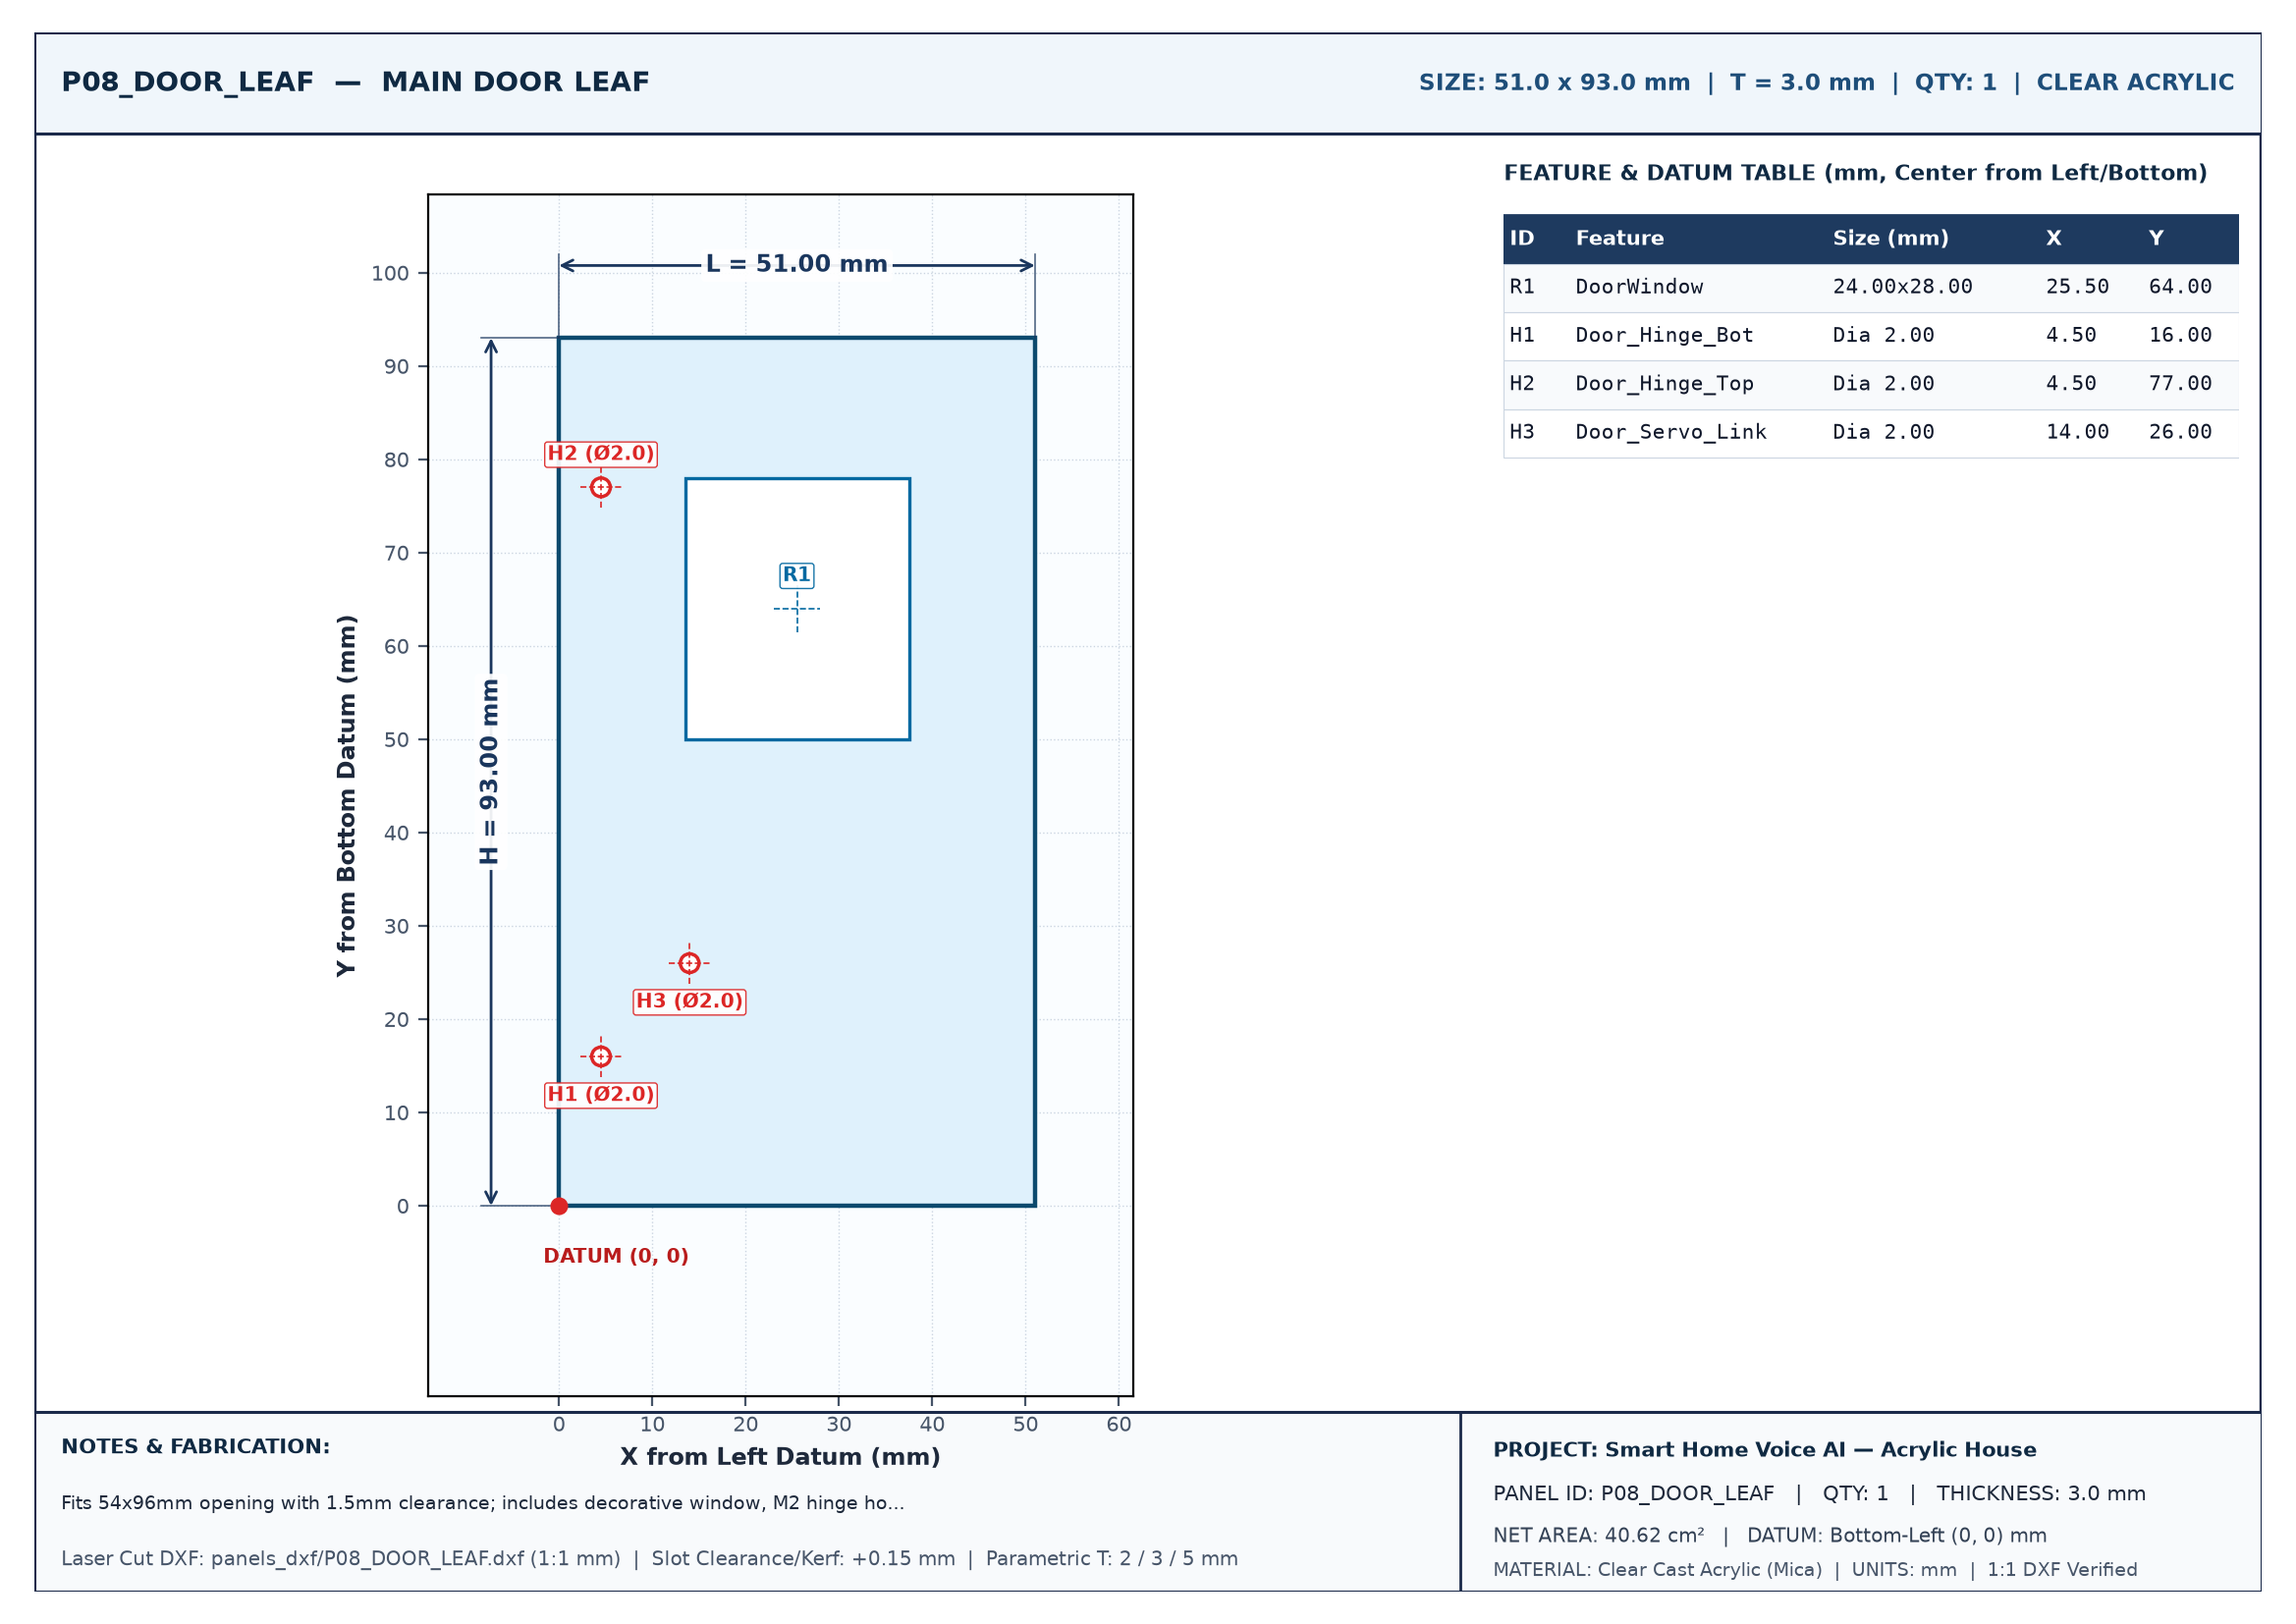 P08_DOOR_LEAF — MAIN DOOR LEAF
SIZE: 51.0 x 93.0 mm | T = 3.0 mm | QTY: 1 | CLEAR ACRYLIC
FEATURE & DATUM TABLE (mm, Center from Left/Bottom)
ID Feature Size (mm) X Y
R1 DoorWindow 24.00x28.00 25.50 64.00
H1 Door_Hinge_Bot Dia 2.00 4.50 16.00
H2 Door_Hinge_Top Dia 2.00 4.50 77.00
H3 Door_Servo_Link Dia 2.00 14.00 26.00
L = 51.00 mm
H = 93.00 mm
Y from Bottom Datum (mm)
100
90
80
70
60
50
40
30
20
10
0
H2 (Ø2.0)
R1
H3 (Ø2.0)
H1 (Ø2.0)
DATUM (0, 0)
0 10 20 30 40 50 60
X from Left Datum (mm)
NOTES & FABRICATION:
Fits 54x96mm opening with 1.5mm clearance; includes decorative window, M2 hinge ho...
Laser Cut DXF: panels_dxf/P08_DOOR_LEAF.dxf (1:1 mm) | Slot Clearance/Kerf: +0.15 mm | Parametric T: 2 / 3 / 5 mm
PROJECT: Smart Home Voice AI — Acrylic House
PANEL ID: P08_DOOR_LEAF | QTY: 1 | THICKNESS: 3.0 mm
NET AREA: 40.62 cm² | DATUM: Bottom-Left (0, 0) mm
MATERIAL: Clear Cast Acrylic (Mica) | UNITS: mm | 1:1 DXF Verified